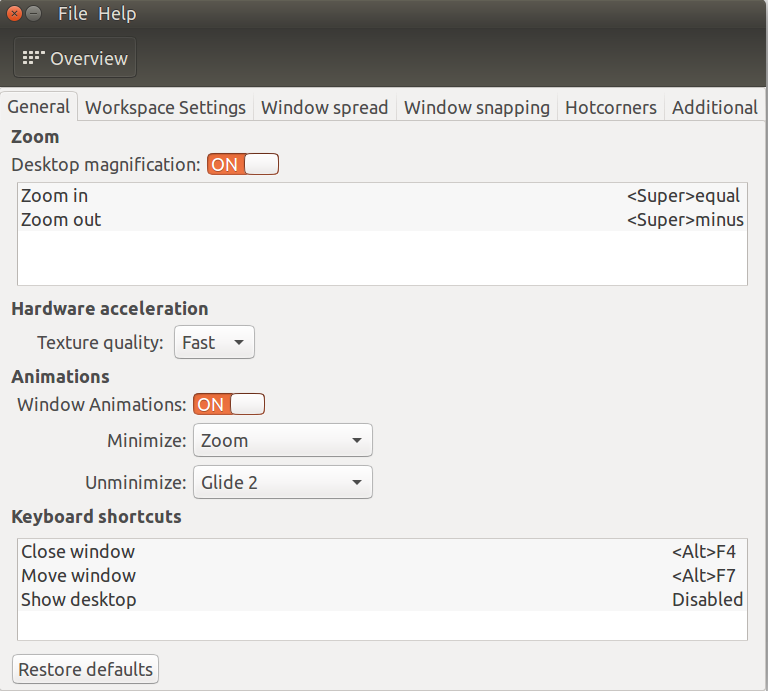 File Help
Overview
General Workspace Settings Window spread Window snapping Hotcorners Additional
Zoom
Desktop magnification: ON
Zoom in <Super>equal
Zoom out <Super>minus
Hardware acceleration
Texture quality: Fast
Animations
Window Animations: ON
Minimize: Zoom
Unminimize: Glide 2
Keyboard shortcuts
Close window <Alt>F4
Move window <Alt>F7
Show desktop Disabled
Restore defaults